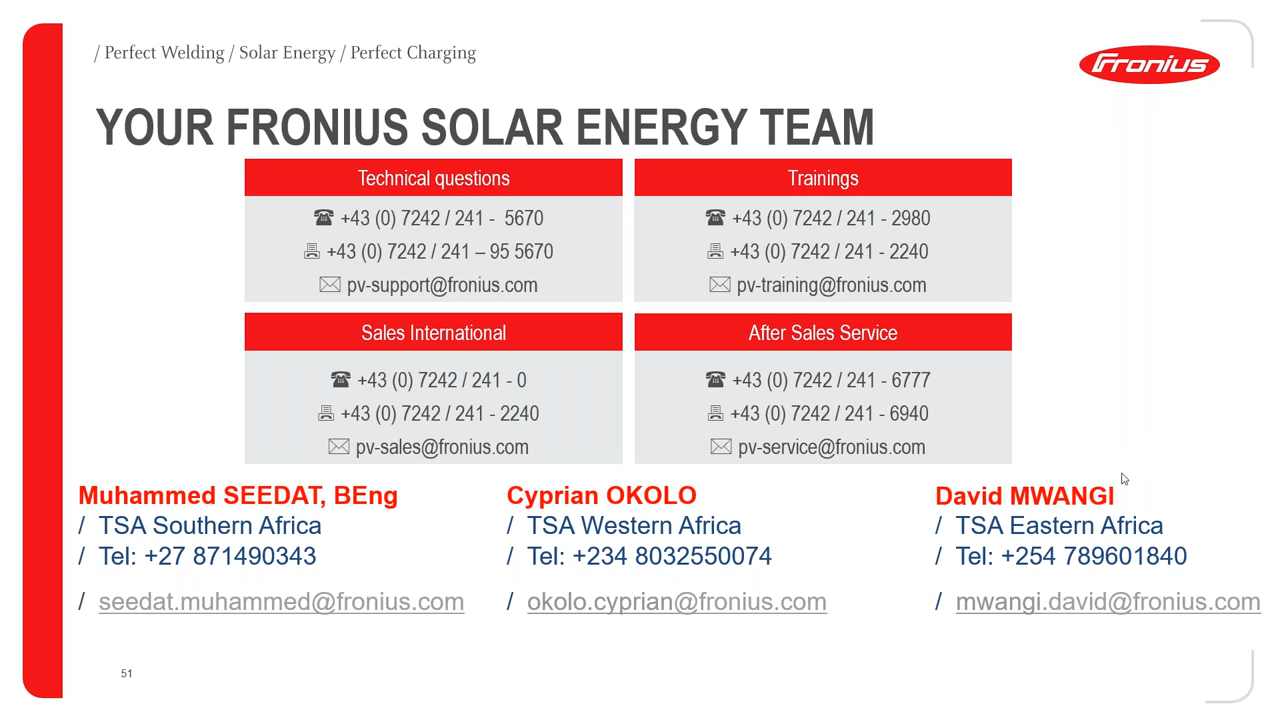 / Perfect Welding / Solar Energy / Perfect Charging
Fronius
YOUR FRONIUS SOLAR ENERGY TEAM
Technical questions
☎ +43 (0) 7242 / 241 - 5670
+43 (0) 7242 / 241 – 95 5670
pv-support@fronius.com
Trainings
☎ +43 (0) 7242 / 241 - 2980
+43 (0) 7242 / 241 - 2240
pv-training@fronius.com
Sales International
☎ +43 (0) 7242 / 241 - 0
+43 (0) 7242 / 241 - 2240
pv-sales@fronius.com
After Sales Service
☎ +43 (0) 7242 / 241 - 6777
+43 (0) 7242 / 241 - 6940
pv-service@fronius.com
Muhammed SEEDAT, BEng
/ TSA Southern Africa
/ Tel: +27 871490343
/ seedat.muhammed@fronius.com
Cyprian OKOLO
/ TSA Western Africa
/ Tel: +234 8032550074
/ okolo.cyprian@fronius.com
David MWANGI
/ TSA Eastern Africa
/ Tel: +254 789601840
/ mwangi.david@fronius.com
51